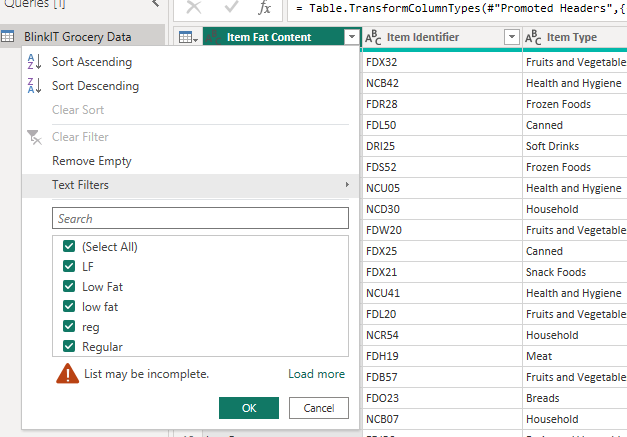 Queries [1]
= Table.TransformColumnTypes(#"Promoted Headers",{
BlinkIT Grocery Data
Item Fat Content
Item Identifier
Item Type
Sort Ascending
Sort Descending
Clear Sort
Clear Filter
Remove Empty
Text Filters
Search
(Select All)
LF
Low Fat
low fat
reg
Regular
List may be incomplete.
Load more
OK
Cancel
FDX32 Fruits and Vegetable
NCB42 Health and Hygiene
FDR28 Frozen Foods
FDL50 Canned
DRI25 Soft Drinks
FDS52 Frozen Foods
NCU05 Health and Hygiene
NCD30 Household
FDW20 Fruits and Vegetable
FDX25 Canned
FDX21 Snack Foods
NCU41 Health and Hygiene
FDL20 Fruits and Vegetable
NCR54 Household
FDH19 Meat
FDB57 Fruits and Vegetable
FDO23 Breads
NCB07 Household